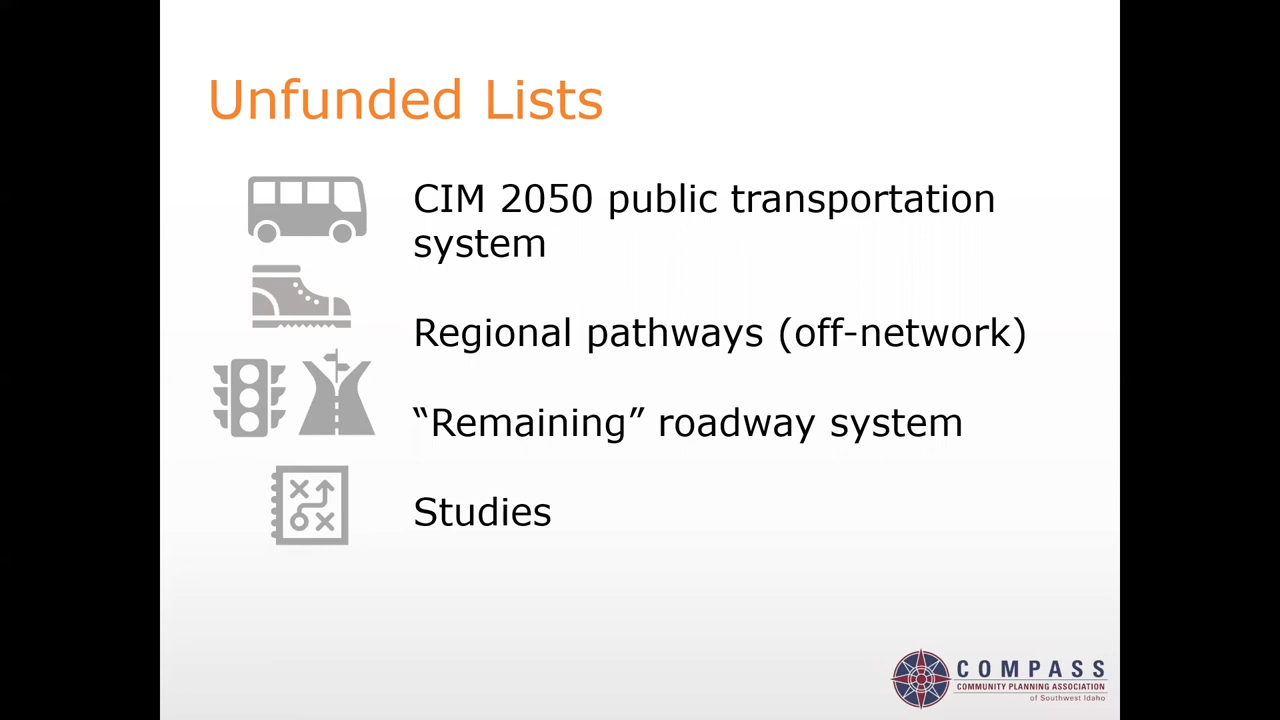 Unfunded Lists
CIM 2050 public transportation
system
Regional pathways (off-network)
“Remaining” roadway system
Studies
COMPASS
COMMUNITY PLANNING ASSOCIATION
of Southwest Idaho